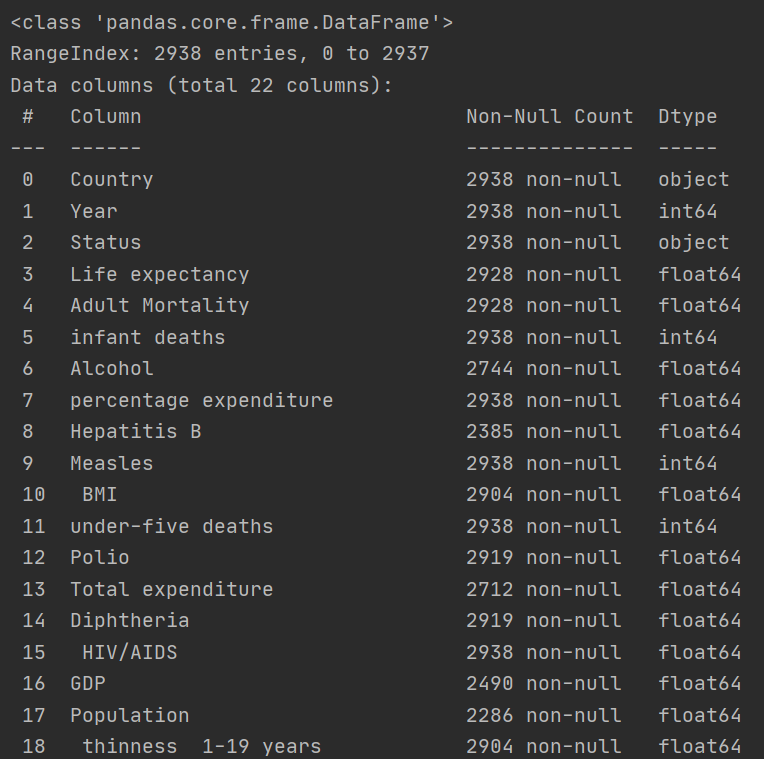 <class 'pandas.core.frame.DataFrame'>
RangeIndex: 2938 entries, 0 to 2937
Data columns (total 22 columns):
 #   Column                           Non-Null Count  Dtype
---  ------                           --------------  -----
 0   Country                          2938 non-null   object
 1   Year                             2938 non-null   int64
 2   Status                           2938 non-null   object
 3   Life expectancy                  2928 non-null   float64
 4   Adult Mortality                  2928 non-null   float64
 5   infant deaths                    2938 non-null   int64
 6   Alcohol                          2744 non-null   float64
 7   percentage expenditure           2938 non-null   float64
 8   Hepatitis B                      2385 non-null   float64
 9   Measles                          2938 non-null   int64
 10   BMI                             2904 non-null   float64
 11  under-five deaths                2938 non-null   int64
 12  Polio                            2919 non-null   float64
 13  Total expenditure                2712 non-null   float64
 14  Diphtheria                       2919 non-null   float64
 15   HIV/AIDS                        2938 non-null   float64
 16  GDP                              2490 non-null   float64
 17  Population                       2286 non-null   float64
 18   thinness  1-19 years            2904 non-null   float64